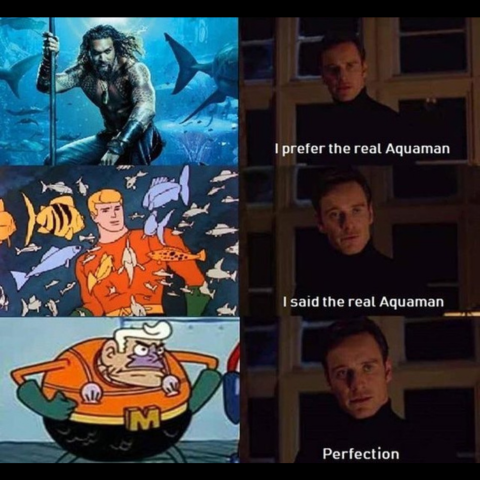 I prefer the real Aquaman
I said the real Aquaman
M
Perfection